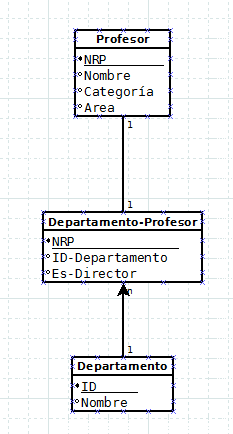 Profesor
NRP
Nombre
Categoría
Area
1
1
Departamento-Profesor
NRP
ID-Departamento
Es-Director
n
1
Departamento
ID
Nombre